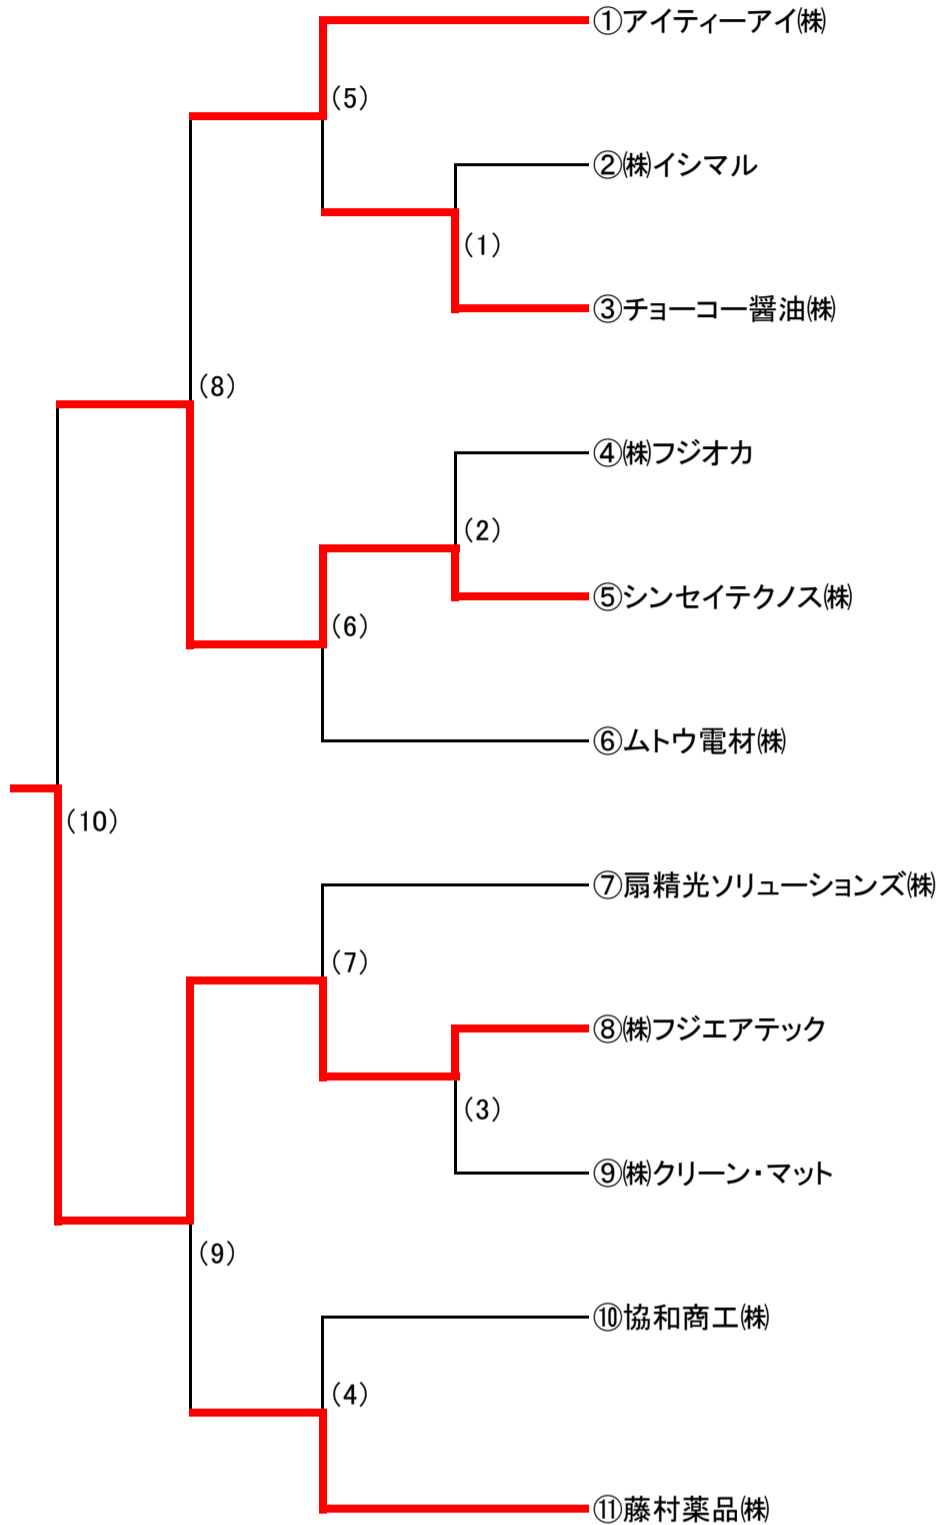 ①アイティーアイ㈱
(5)
②㈱イシマル
(1)
③チョーコー醤油㈱
(8)
④㈱フジオカ
(2)
⑤シンセイテクノス㈱
(6)
⑥ムトウ電材㈱
(10)
⑦扇精光ソリューションズ㈱
(7)
⑧㈱フジエアテック
(3)
⑨㈱クリーン・マット
(9)
⑩協和商工㈱
(4)
⑪藤村薬品㈱